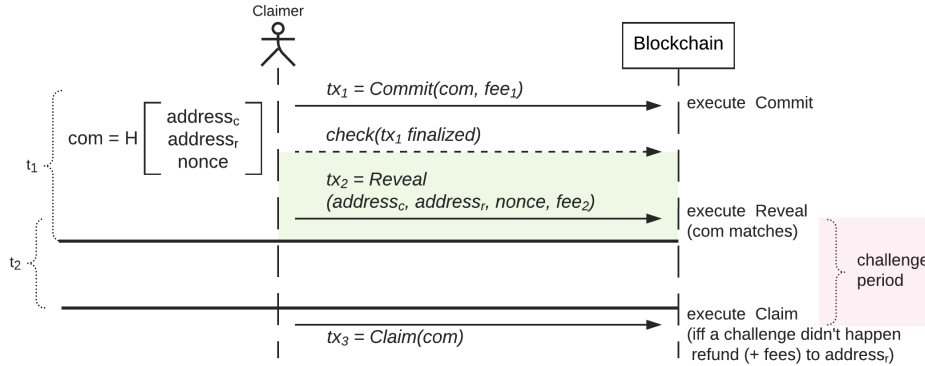 Claimer
Blockchain
tx₁ = Commit(com, fee₁)
execute Commit
com = H
address꜀
addressᵣ
nonce
check(tx₁ finalized)
t₁
tx₂ = Reveal
(address꜀, addressᵣ, nonce, fee₂)
execute Reveal
(com matches)
t₂
challenge
period
execute Claim
(iff a challenge didn't happen
refund (+ fees) to addressᵣ)
tx₃ = Claim(com)